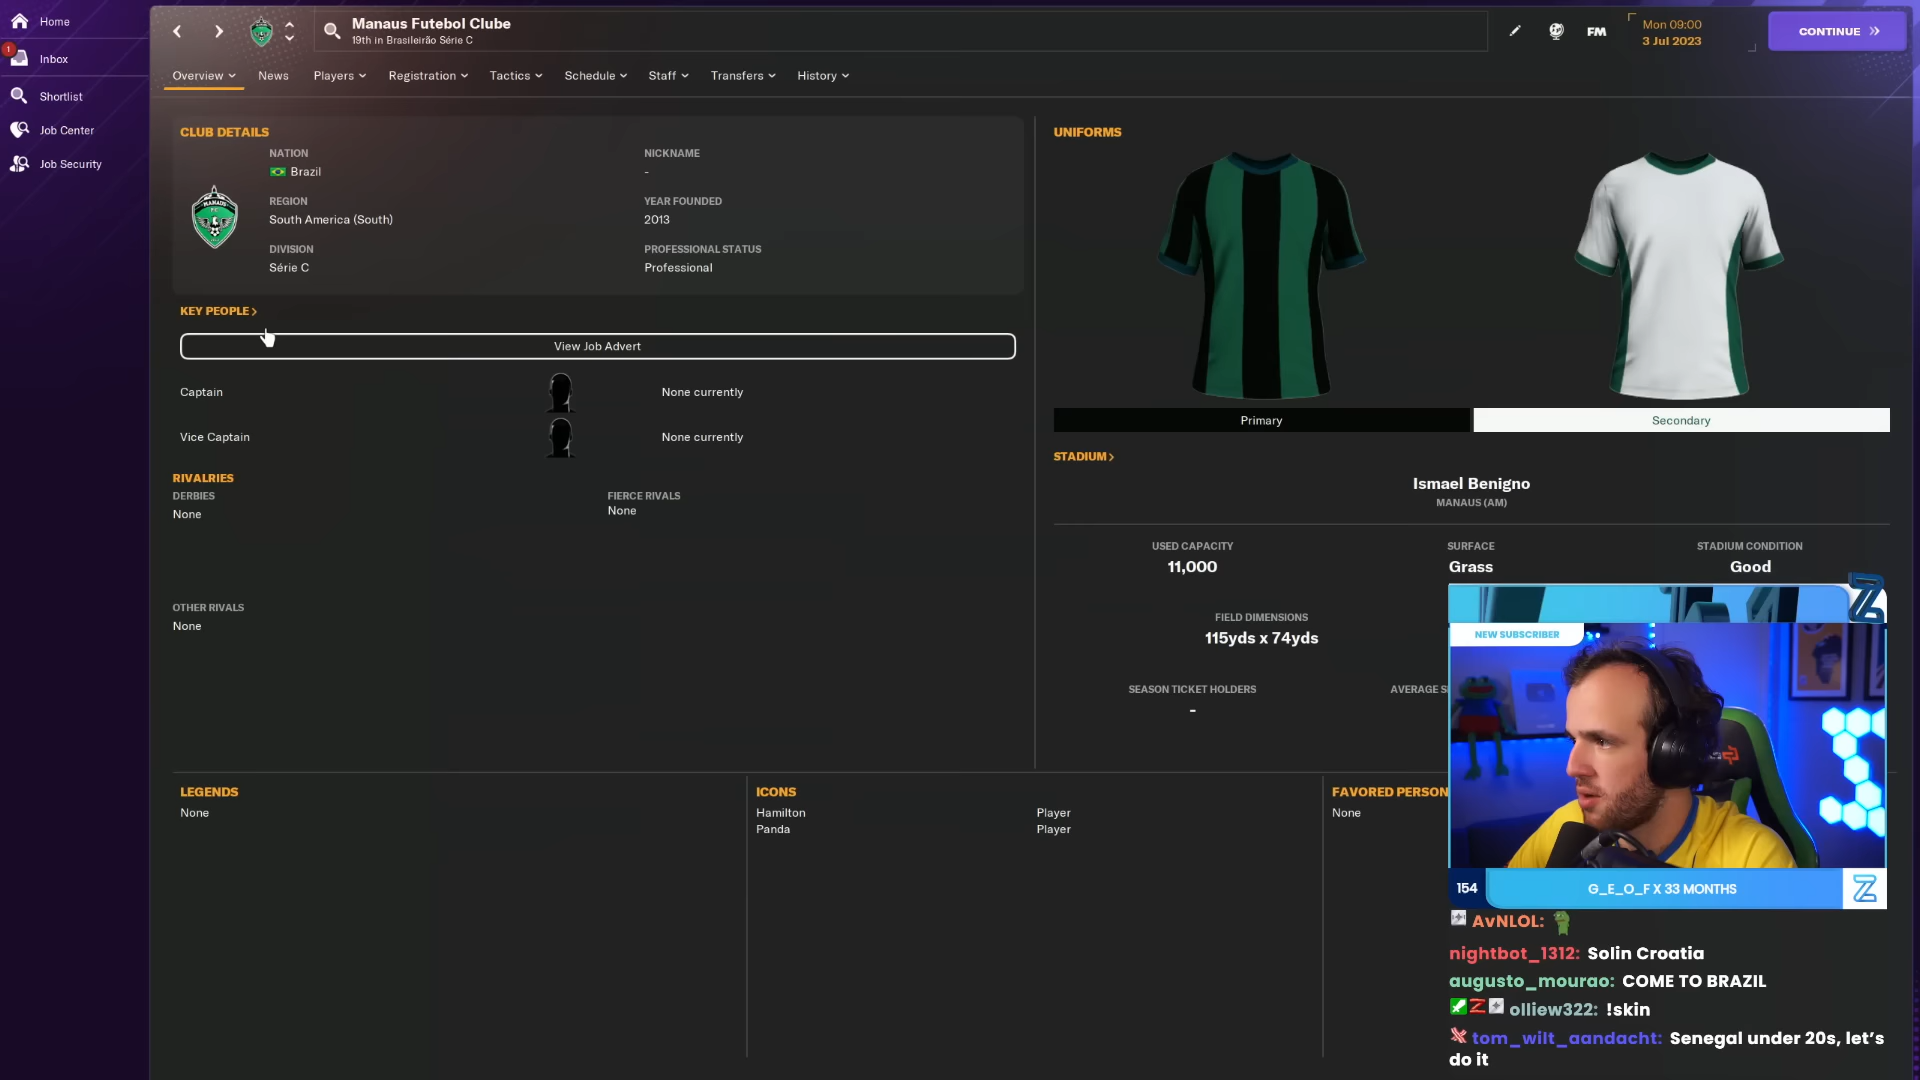 Home
1
Inbox
Shortlist
Job Center
Job Security
Manaus Futebol Clube
19th in Brasileirão Série C
FM
Mon 09:00
3 Jul 2023
CONTINUE
Overview
News
Players
Registration
Tactics
Schedule
Staff
Transfers
History
CLUB DETAILS
NATION
Brazil
NICKNAME
-
REGION
South America (South)
YEAR FOUNDED
2013
DIVISION
Série C
PROFESSIONAL STATUS
Professional
MANAUS
KEY PEOPLE
View Job Advert
Captain
None currently
Vice Captain
None currently
RIVALRIES
DERBIES
None
FIERCE RIVALS
None
OTHER RIVALS
None
UNIFORMS
Primary
Secondary
STADIUM
Ismael Benigno
MANAUS (AM)
USED CAPACITY
11,000
SURFACE
Grass
STADIUM CONDITION
Good
FIELD DIMENSIONS
115yds x 74yds
SEASON TICKET HOLDERS
-
AVERAGE S
LEGENDS
None
ICONS
Hamilton
Player
Panda
Player
FAVORED PERSON
None
NEW SUBSCRIBER
154
G_E_O_F X 33 MONTHS
AvNLOL:
nightbot_1312: Solin Croatia
augusto_mourao: COME TO BRAZIL
olliew322: !skin
tom_wilt_aandacht: Senegal under 20s, let's
do it